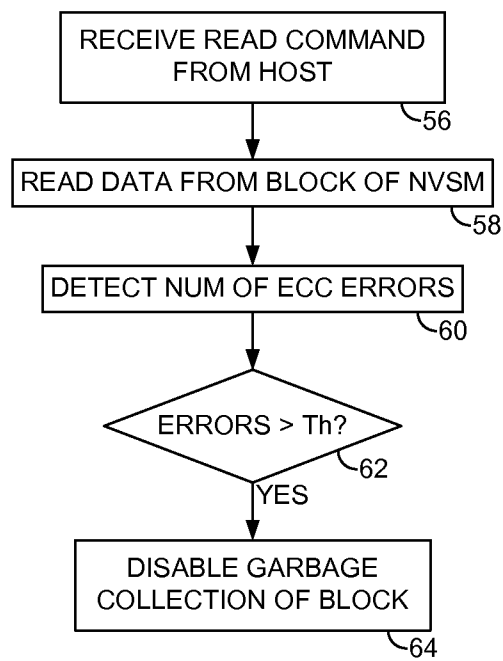 RECEIVE READ COMMAND
FROM HOST
56
READ DATA FROM BLOCK OF NVSM
58
DETECT NUM OF ECC ERRORS
60
ERRORS > Th?
62
YES
DISABLE GARBAGE
COLLECTION OF BLOCK
64